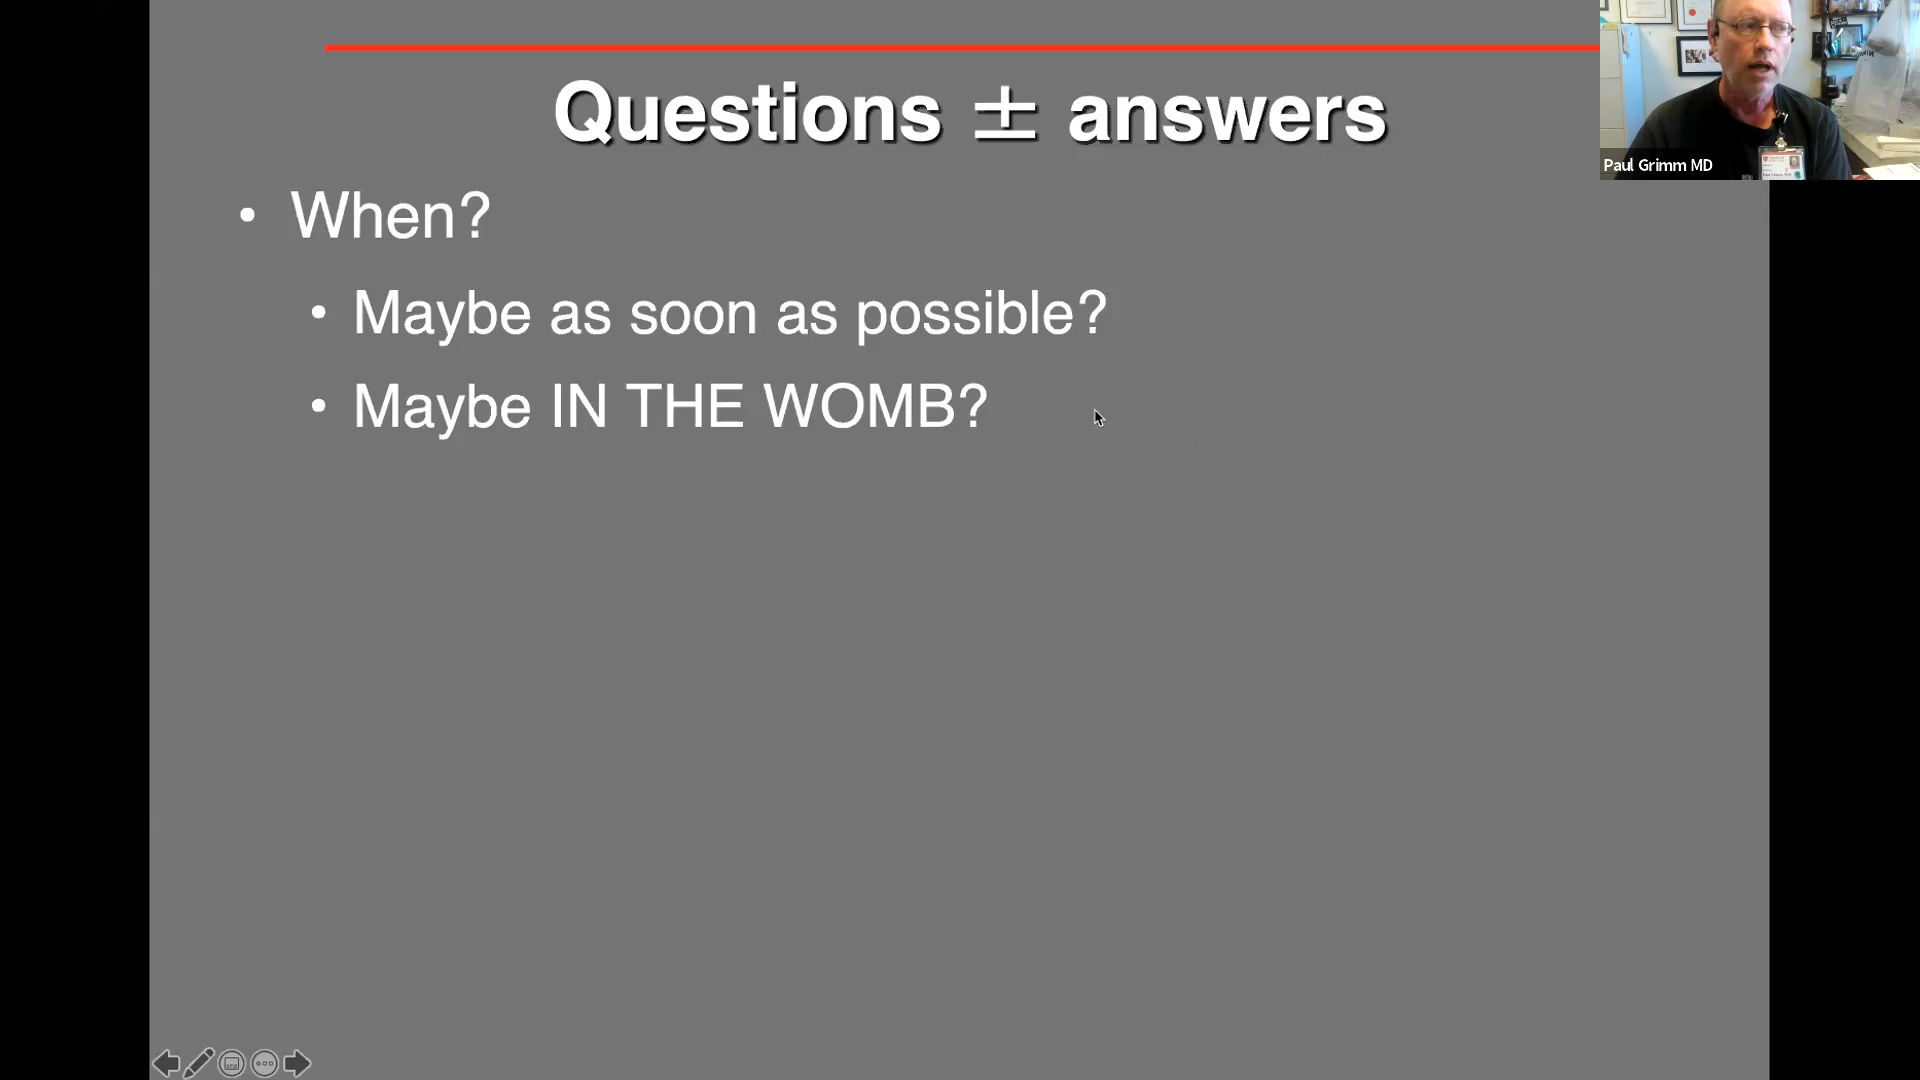 Questions ± answers
• When?
• Maybe as soon as possible?
• Maybe IN THE WOMB?
Paul Grimm MD